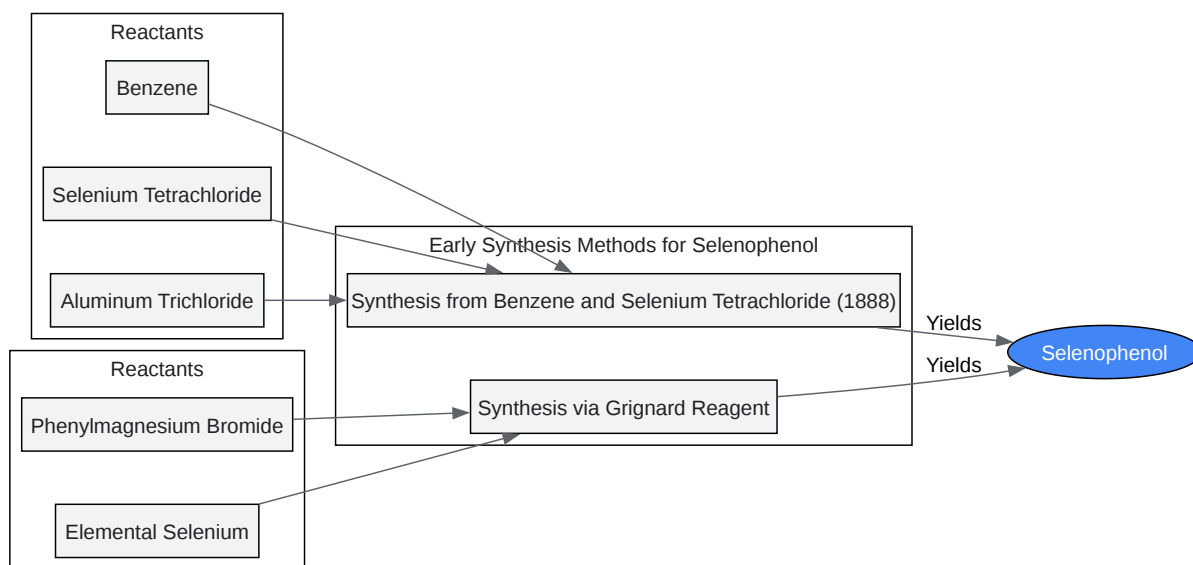 Reactants
Benzene
Selenium Tetrachloride
Aluminum Trichloride
Early Synthesis Methods for Selenophenol
Synthesis from Benzene and Selenium Tetrachloride (1888)
Yields
Selenophenol
Yields
Reactants
Phenylmagnesium Bromide
Synthesis via Grignard Reagent
Elemental Selenium